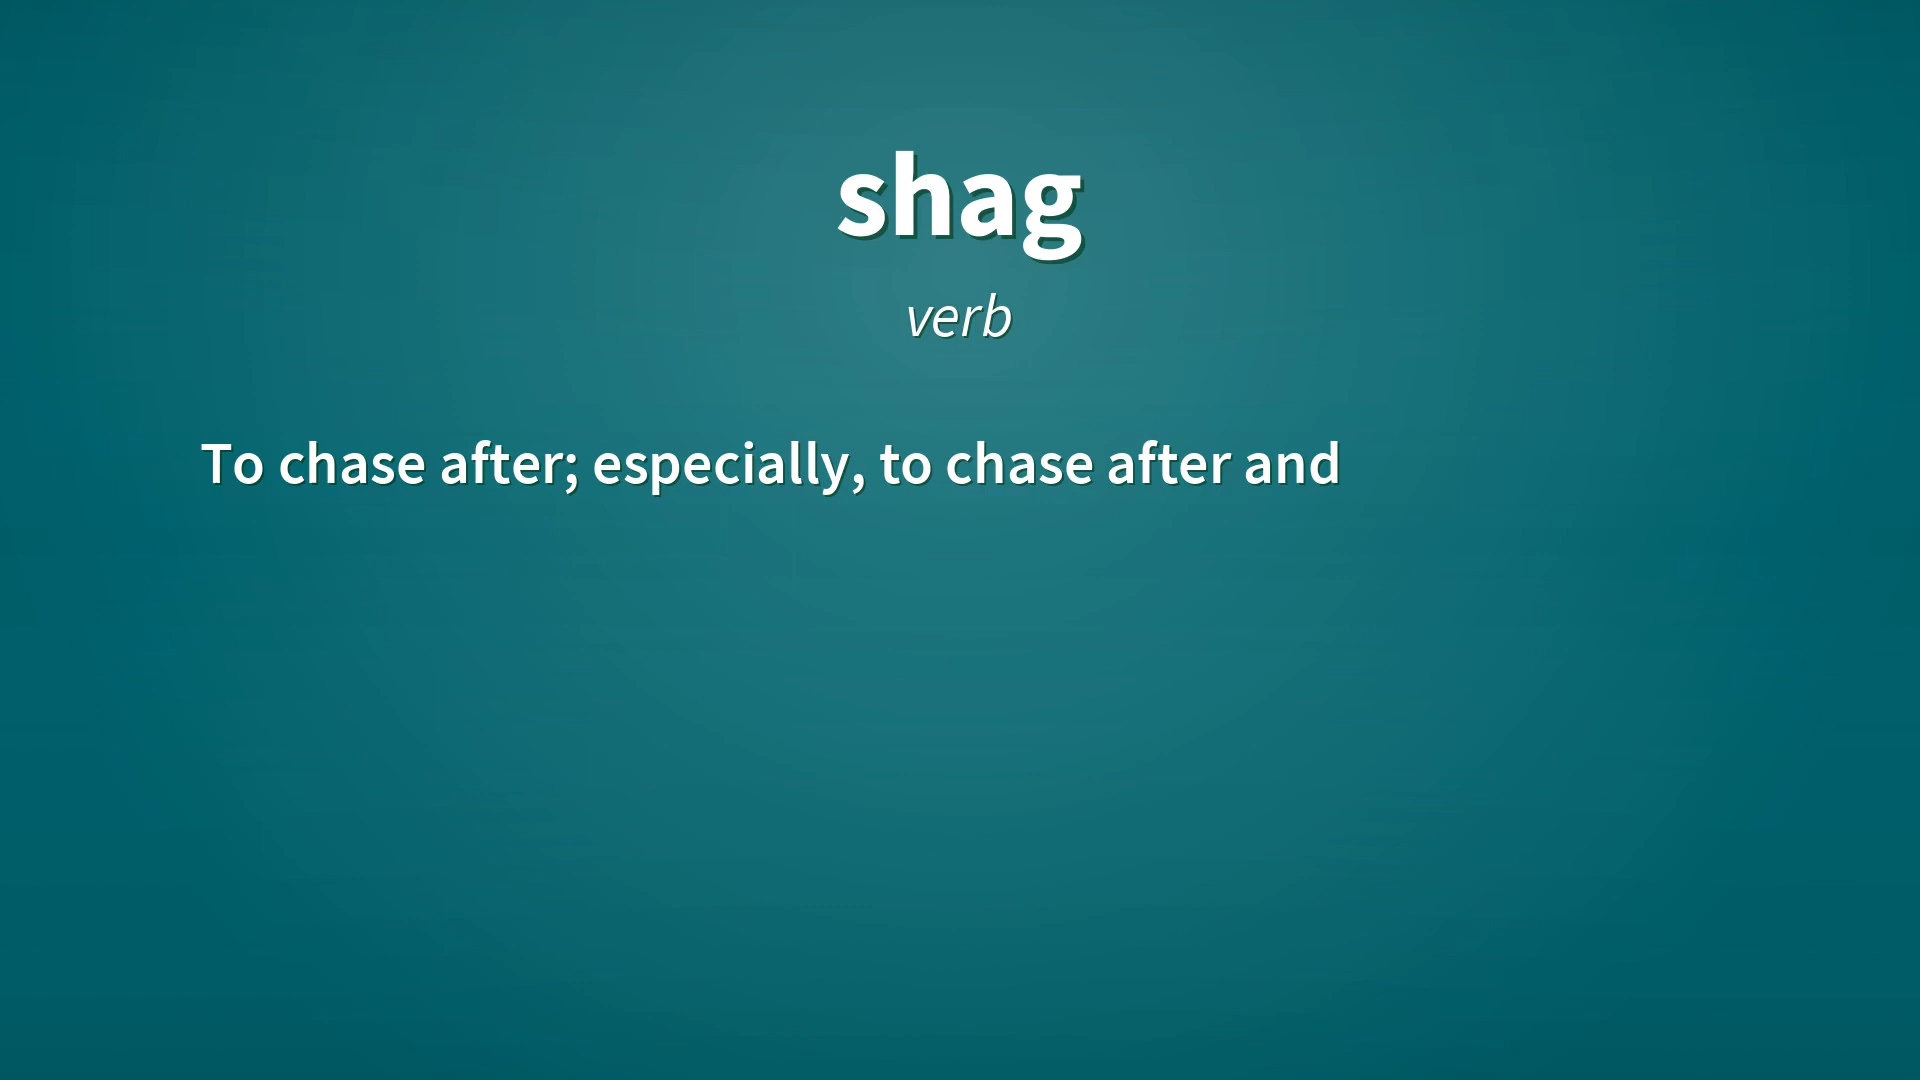 shag
verb
To chase after; especially, to chase after and